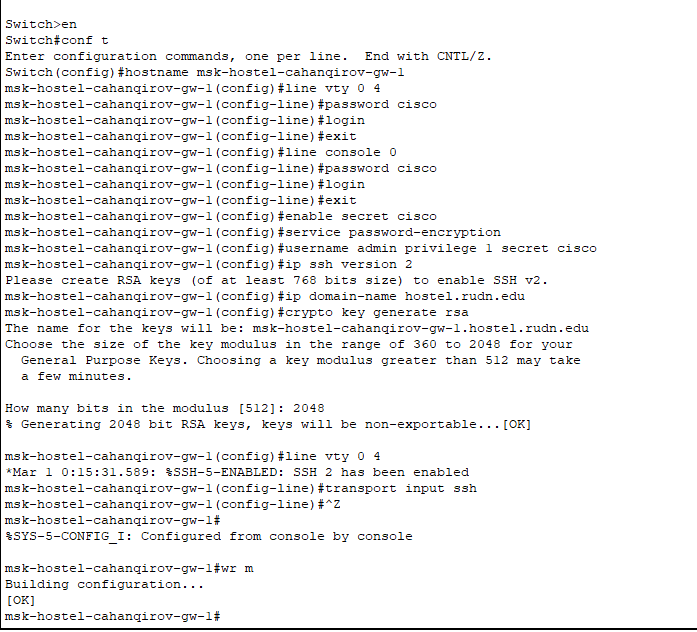 Switch>en
Switch#conf t
Enter configuration commands, one per line.  End with CNTL/Z.
Switch(config)#hostname msk-hostel-cahanqirov-gw-1
msk-hostel-cahanqirov-gw-1(config)#line vty 0 4
msk-hostel-cahanqirov-gw-1(config-line)#password cisco
msk-hostel-cahanqirov-gw-1(config-line)#login
msk-hostel-cahanqirov-gw-1(config-line)#exit
msk-hostel-cahanqirov-gw-1(config)#line console 0
msk-hostel-cahanqirov-gw-1(config-line)#password cisco
msk-hostel-cahanqirov-gw-1(config-line)#login
msk-hostel-cahanqirov-gw-1(config-line)#exit
msk-hostel-cahanqirov-gw-1(config)#enable secret cisco
msk-hostel-cahanqirov-gw-1(config)#service password-encryption
msk-hostel-cahanqirov-gw-1(config)#username admin privilege 1 secret cisco
msk-hostel-cahanqirov-gw-1(config)#ip ssh version 2
Please create RSA keys (of at least 768 bits size) to enable SSH v2.
msk-hostel-cahanqirov-gw-1(config)#ip domain-name hostel.rudn.edu
msk-hostel-cahanqirov-gw-1(config)#crypto key generate rsa
The name for the keys will be: msk-hostel-cahanqirov-gw-1.hostel.rudn.edu
Choose the size of the key modulus in the range of 360 to 2048 for your
  General Purpose Keys. Choosing a key modulus greater than 512 may take
  a few minutes.

How many bits in the modulus [512]: 2048
% Generating 2048 bit RSA keys, keys will be non-exportable...[OK]

msk-hostel-cahanqirov-gw-1(config)#line vty 0 4
*Mar 1 0:15:31.589: %SSH-5-ENABLED: SSH 2 has been enabled
msk-hostel-cahanqirov-gw-1(config-line)#transport input ssh
msk-hostel-cahanqirov-gw-1(config-line)#^Z
msk-hostel-cahanqirov-gw-1#
%SYS-5-CONFIG_I: Configured from console by console

msk-hostel-cahanqirov-gw-1#wr m
Building configuration...
[OK]
msk-hostel-cahanqirov-gw-1#